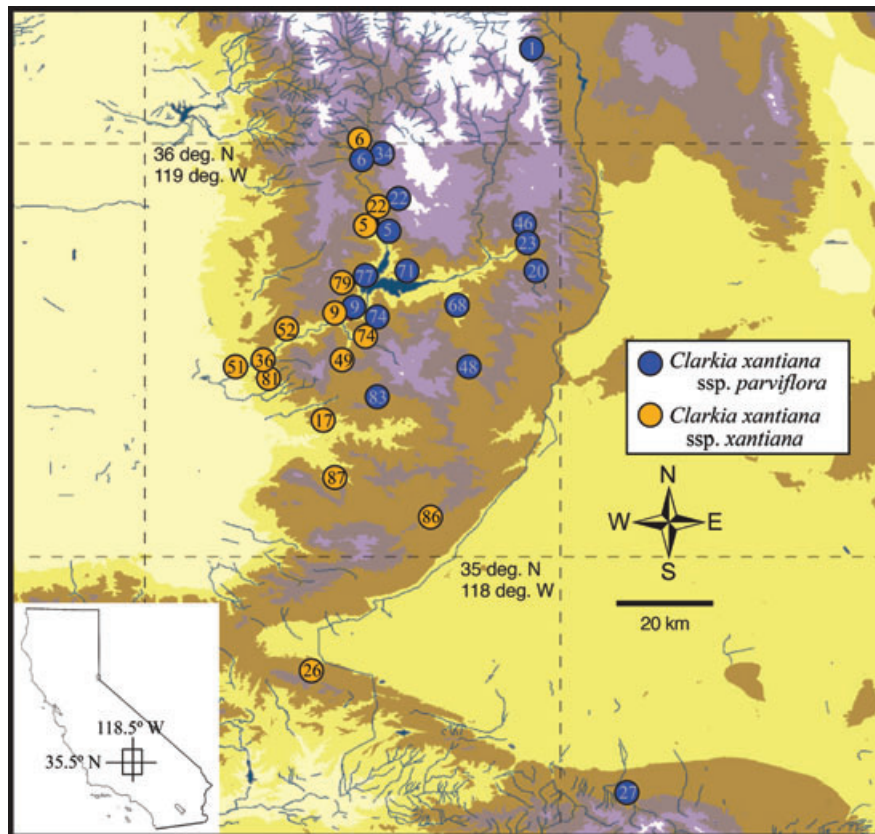 1
6
36 deg. N
119 deg. W
34
6
22
22
5
5
46
23
20
71
77
79
9
9
74
74
68
52
49
36
51
81
48
83
17
87
86
Clarkia xantiana
ssp. parviflora
Clarkia xantiana
ssp. xantiana
N
W
E
S
35 deg. N
118 deg. W
20 km
26
118.5º W
35.5º N
27